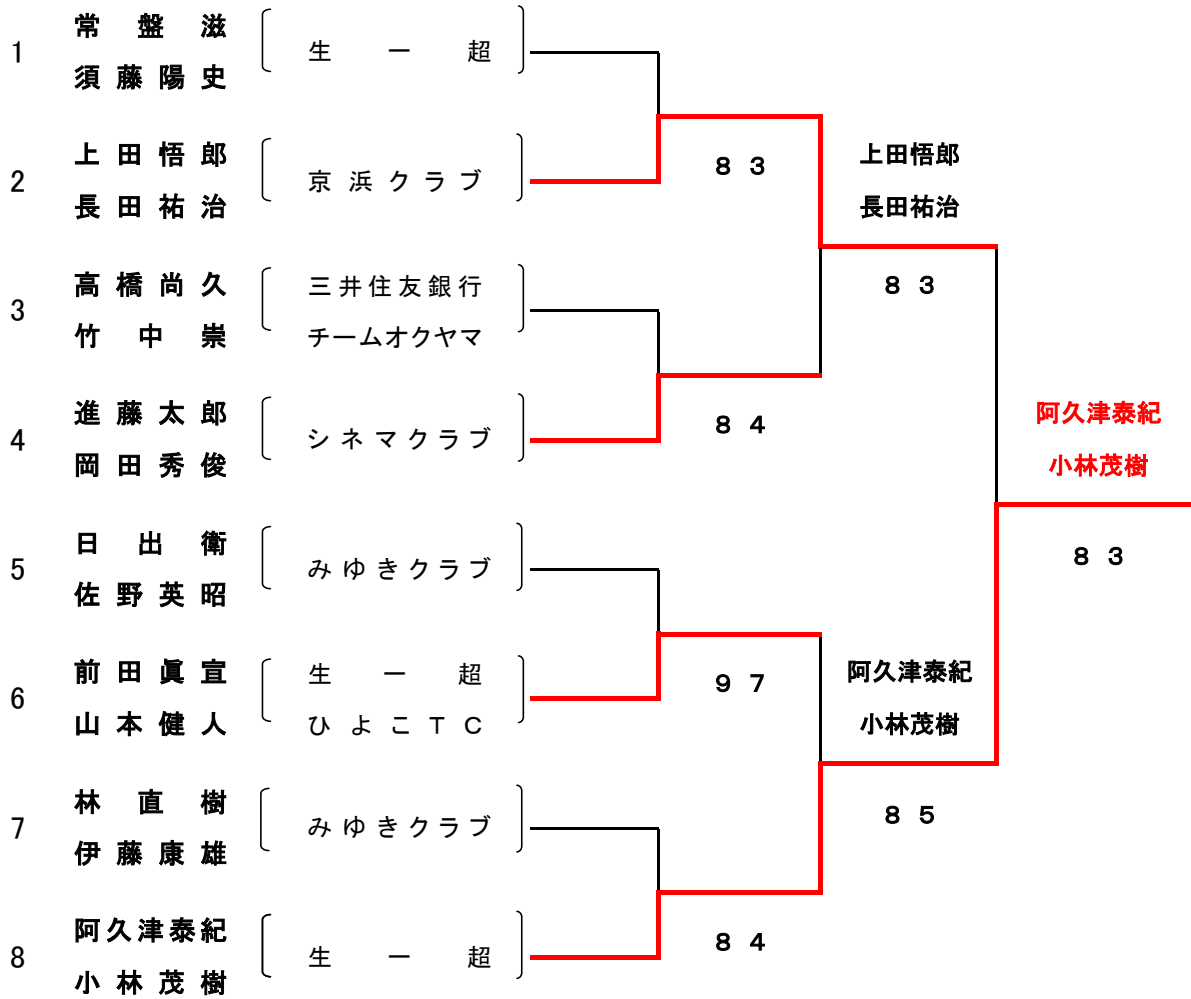 1
常盤滋
須藤陽史
生一超
2
上田悟郎
長田祐治
京浜クラブ
8 3
上田悟郎
長田祐治
3
高橋尚久
竹中崇
三井住友銀行
チームオクヤマ
8 3
4
進藤太郎
岡田秀俊
シネマクラブ
8 4
阿久津泰紀
小林茂樹
5
日出衛
佐野英昭
みゆきクラブ
8 3
6
前田眞宣
山本健人
生一超
ひよこTC
9 7
阿久津泰紀
小林茂樹
7
林直樹
伊藤康雄
みゆきクラブ
8 5
8
阿久津泰紀
小林茂樹
生一超
8 4